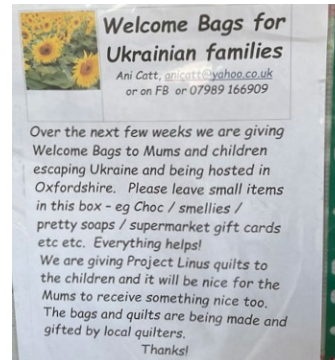 Welcome Bags for
Ukrainian families
Ani Catt, anicatt@yahoo.co.uk
or on FB or 07989 166909
Over the next few weeks we are giving
Welcome Bags to Mums and children
escaping Ukraine and being hosted in
Oxfordshire. Please leave small items
in this box - eg Choc / smellies /
pretty soaps / supermarket gift cards
etc etc. Everything helps!
We are giving Project Linus quilts to
the children and it will be nice for the
Mums to receive something nice too.
The bags and quilts are being made and
gifted by local quilters.
Thanks!